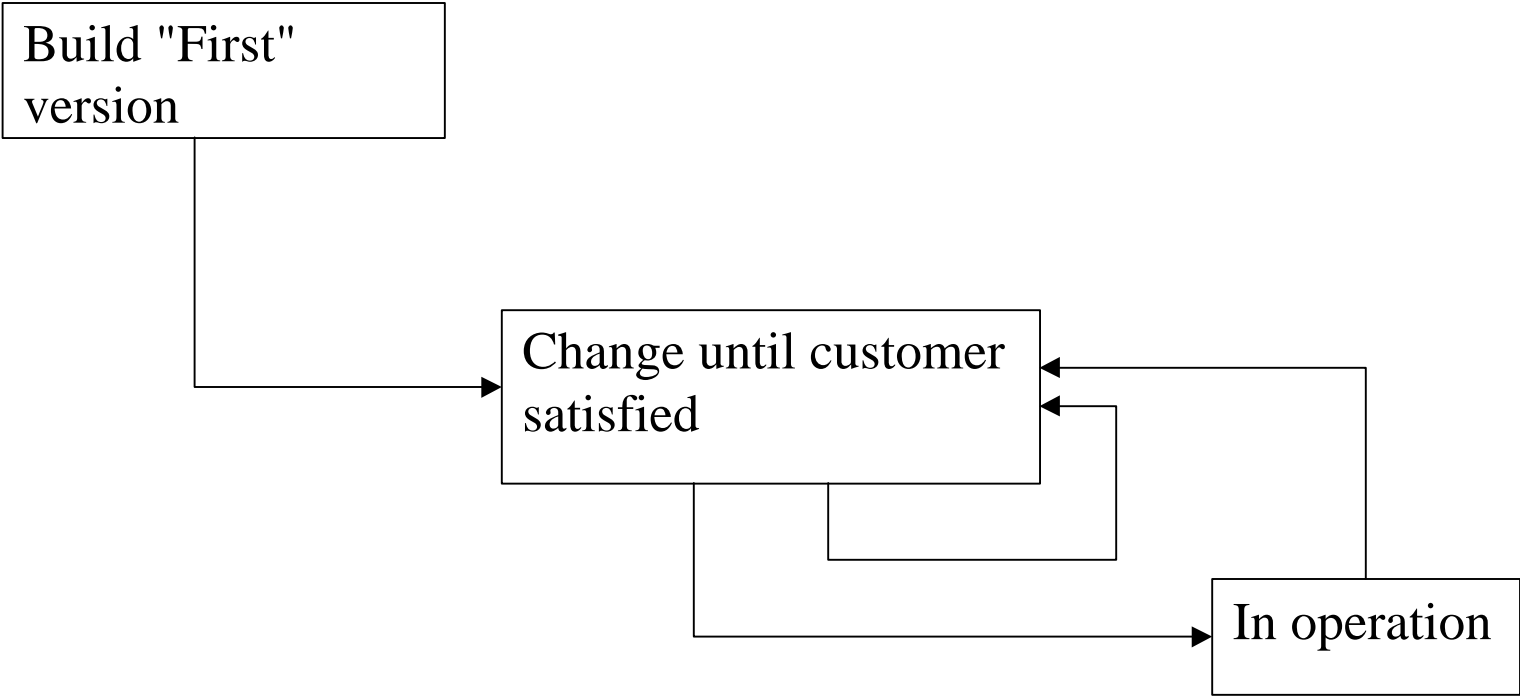 Build "First"
version
Change until customer
satisfied
In operation